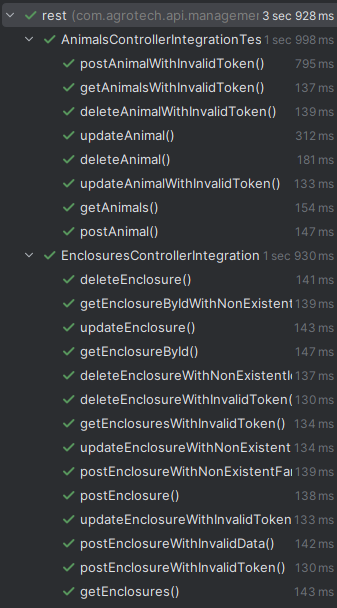 rest (com.agrotech.api.managemer 3 sec 928 ms
AnimalsControllerIntegrationTes 1 sec 998 ms
postAnimalWithInvalidToken() 795 ms
getAnimalsWithInvalidToken() 137 ms
deleteAnimalWithInvalidToken() 139 ms
updateAnimal() 312 ms
deleteAnimal() 181 ms
updateAnimalWithInvalidToken() 133 ms
getAnimals() 154 ms
postAnimal() 147 ms
EnclosuresControllerIntegration 1 sec 930 ms
deleteEnclosure() 141 ms
getEnclosureByIdWithNonExistent 139 ms
updateEnclosure() 143 ms
getEnclosureById() 147 ms
deleteEnclosureWithNonExistentI 137 ms
deleteEnclosureWithInvalidToken( 130 ms
getEnclosuresWithInvalidToken() 134 ms
updateEnclosureWithNonExistent 134 ms
postEnclosureWithNonExistentFar 139 ms
postEnclosure() 138 ms
updateEnclosureWithInvalidToken 133 ms
postEnclosureWithInvalidData() 142 ms
postEnclosureWithInvalidToken() 130 ms
getEnclosures() 143 ms